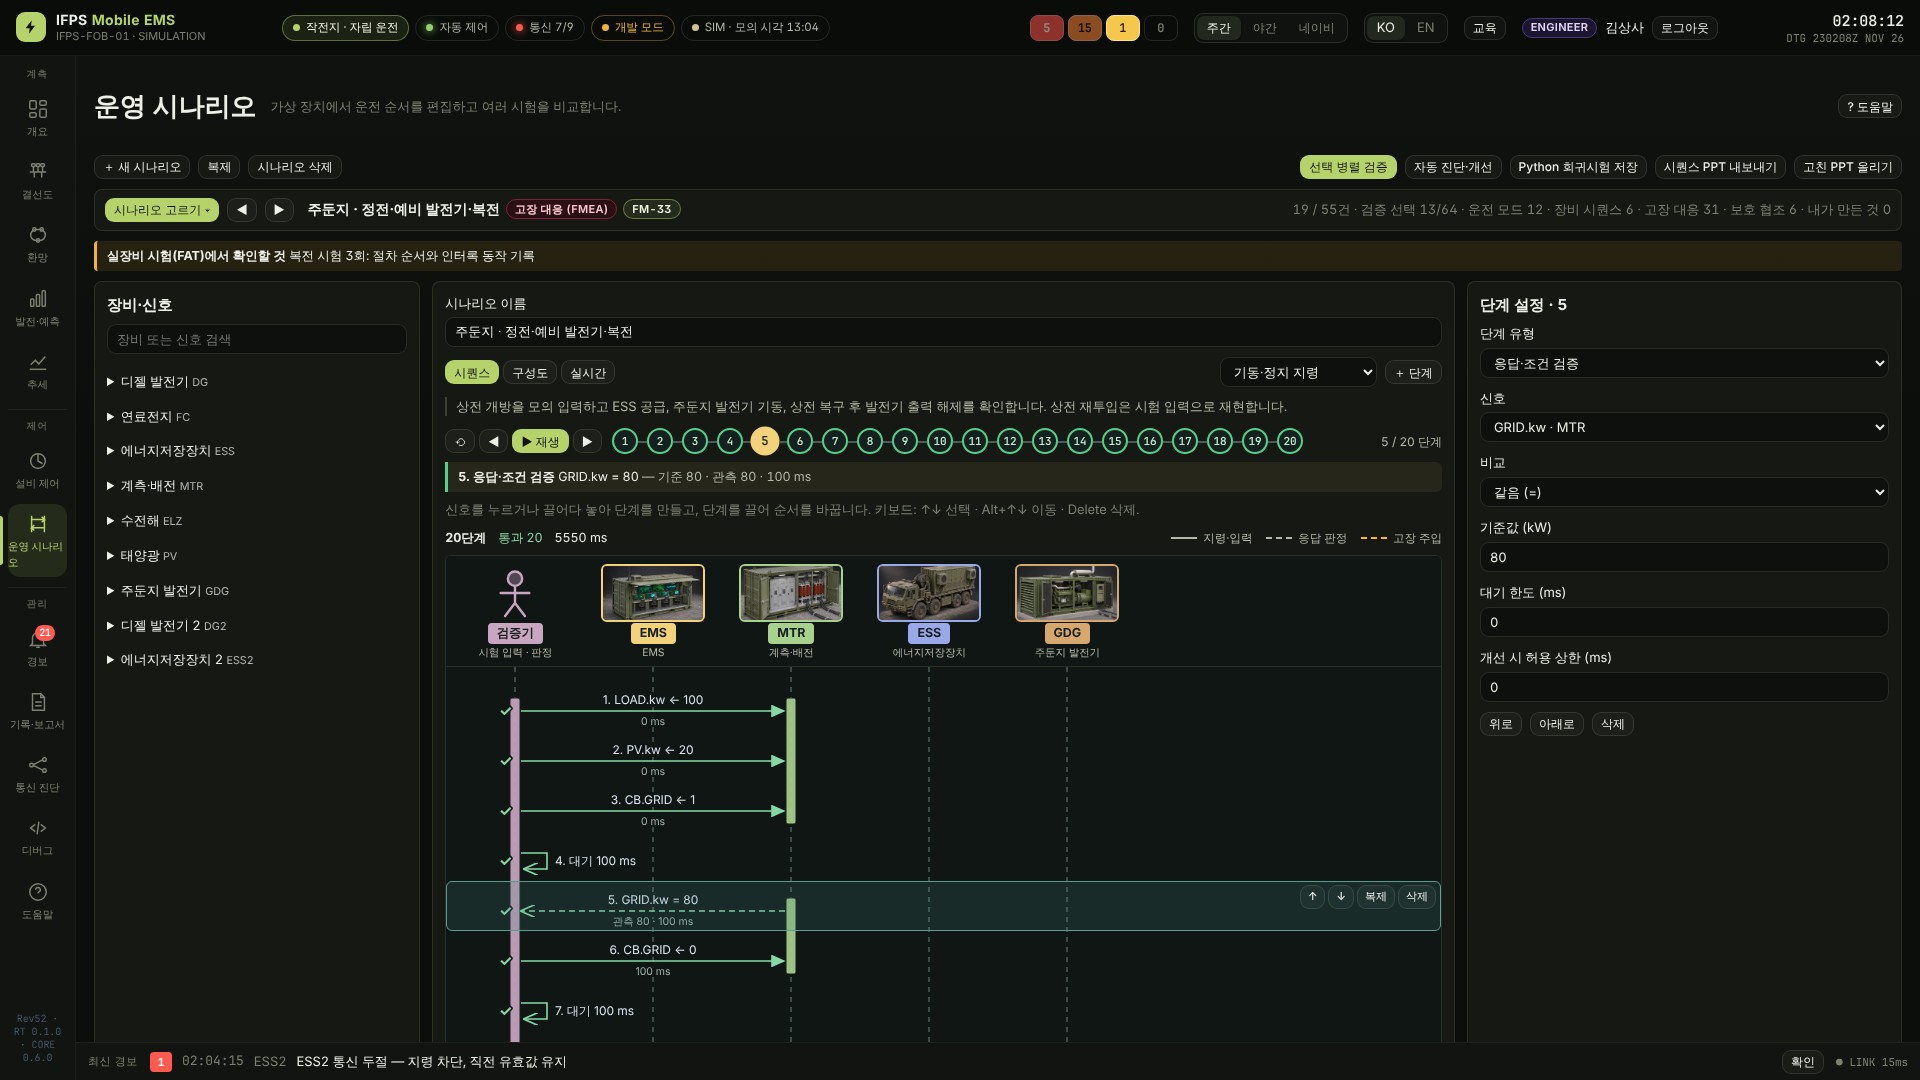 IFPS Mobile EMS
IFPS-FOB-01 · SIMULATION
작전지 · 자립 운전
자동 제어
통신 7/9
개발 모드
SIM · 모의 시각 13:04
5
15
1
0
주간
야간
네이비
KO
EN
교육
ENGINEER
김상사
로그아웃
02:08:12
DTG 230208Z NOV 26
계측
개요
결선도
환망
발전·예측
추세
제어
설비 제어
운영 시나리
오
관리
21
경보
기록·보고서
통신 진단
디버그
도움말
Rev52 ·
RT 0.1.0
· CORE
0.6.0
운영 시나리오
가상 장치에서 운전 순서를 편집하고 여러 시험을 비교합니다.
? 도움말
+ 새 시나리오
복제
시나리오 삭제
선택 병렬 검증
자동 진단·개선
Python 회귀시험 저장
시퀀스 PPT 내보내기
고친 PPT 올리기
시나리오 고르기 ▾
◀
▶
주둔지 · 정전·예비 발전기·복전
고장 대응 (FMEA)
FM-33
19 / 55건 · 검증 선택 13/64 · 운전 모드 12 · 장비 시퀀스 6 · 고장 대응 31 · 보호 협조 6 · 내가 만든 것 0
실장비 시험(FAT)에서 확인할 것 복전 시험 3회: 절차 순서와 인터록 동작 기록
장비·신호
장비 또는 신호 검색
▶ 디젤 발전기 DG
▶ 연료전지 FC
▶ 에너지저장장치 ESS
▶ 계측·배전 MTR
▶ 수전해 ELZ
▶ 태양광 PV
▶ 주둔지 발전기 GDG
▶ 디젤 발전기 2 DG2
▶ 에너지저장장치 2 ESS2
시나리오 이름
주둔지 · 정전·예비 발전기·복전
시퀀스
구성도
실시간
기동·정지 지령
+ 단계
상전 개방을 모의 입력하고 ESS 공급, 주둔지 발전기 기동, 상전 복구 후 발전기 출력 해제를 확인합니다. 상전 재투입은 시험 입력으로 재현합니다.
◀
▶ 재생
▶
1 2 3 4 5 6 7 8 9 10 11 12 13 14 15 16 17 18 19 20
5 / 20 단계
5. 응답·조건 검증 GRID.kw = 80 — 기준 80 · 관측 80 · 100 ms
신호를 누르거나 끌어다 놓아 단계를 만들고, 단계를 끌어 순서를 바꿉니다. 키보드: ↑↓ 선택 · Alt+↑↓ 이동 · Delete 삭제.
20단계 통과 20 5550 ms
지령·입력
응답 판정
고장 주입
검증기
시험 입력 · 판정
EMS
EMS
MTR
계측·배전
ESS
에너지저장장치
GDG
주둔지 발전기
1. LOAD.kw ← 100
0 ms
2. PV.kw ← 20
0 ms
3. CB.GRID ← 1
0 ms
4. 대기 100 ms
5. GRID.kw = 80
관측 80 · 100 ms
↑
↓
복제
삭제
6. CB.GRID ← 0
100 ms
7. 대기 100 ms
단계 설정 · 5
단계 유형
응답·조건 검증
신호
GRID.kw · MTR
비교
같음 (=)
기준값 (kW)
80
대기 한도 (ms)
0
개선 시 허용 상한 (ms)
0
위로
아래로
삭제
최신 경보
1
02:04:15
ESS2
ESS2 통신 두절 — 지령 차단, 직전 유효값 유지
확인
LINK 15ms